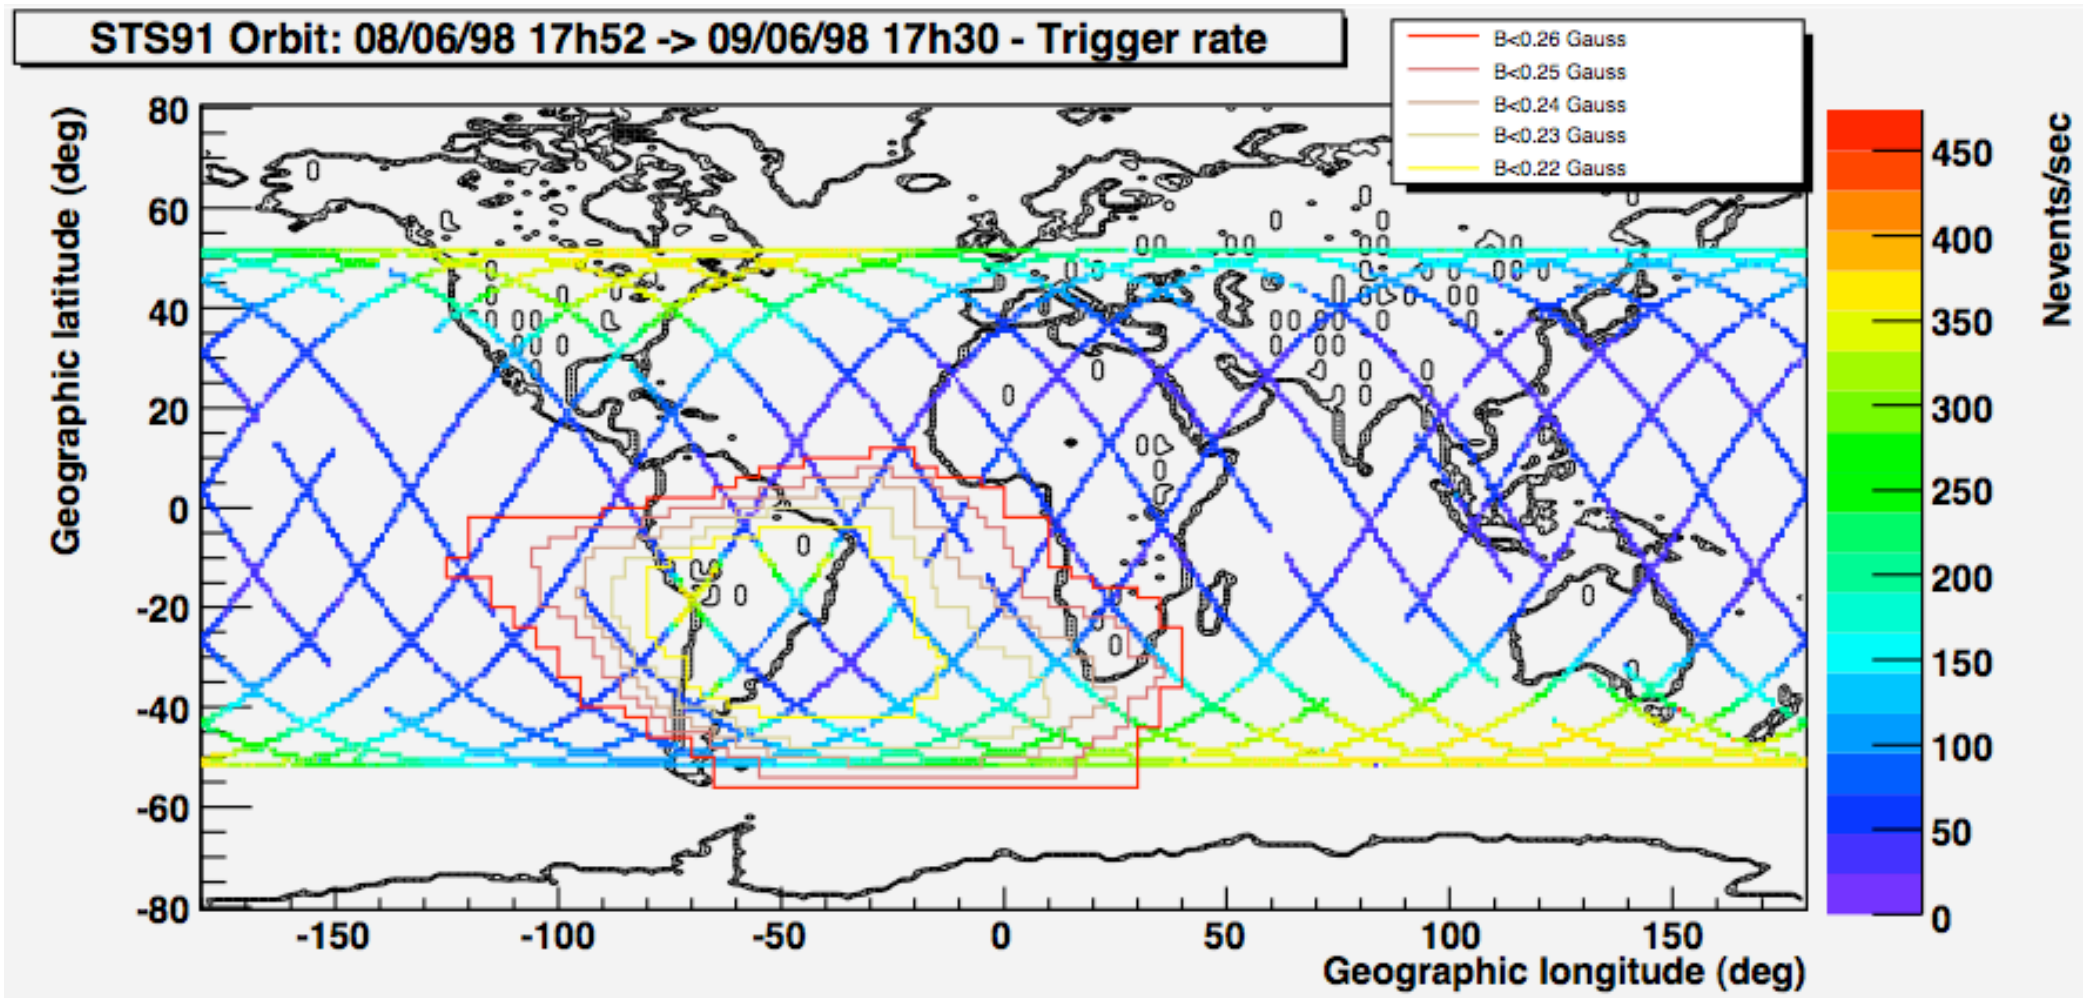 STS91 Orbit: 08/06/98 17h52 -> 09/06/98 17h30 - Trigger rate
B<0.26 Gauss
B<0.25 Gauss
B<0.24 Gauss
B<0.23 Gauss
B<0.22 Gauss
Geographic latitude (deg)
80
60
40
20
0
-20
-40
-60
-80
-150
-100
-50
0
50
100
150
Geographic longitude (deg)
Nevents/sec
450
400
350
300
250
200
150
100
50
0